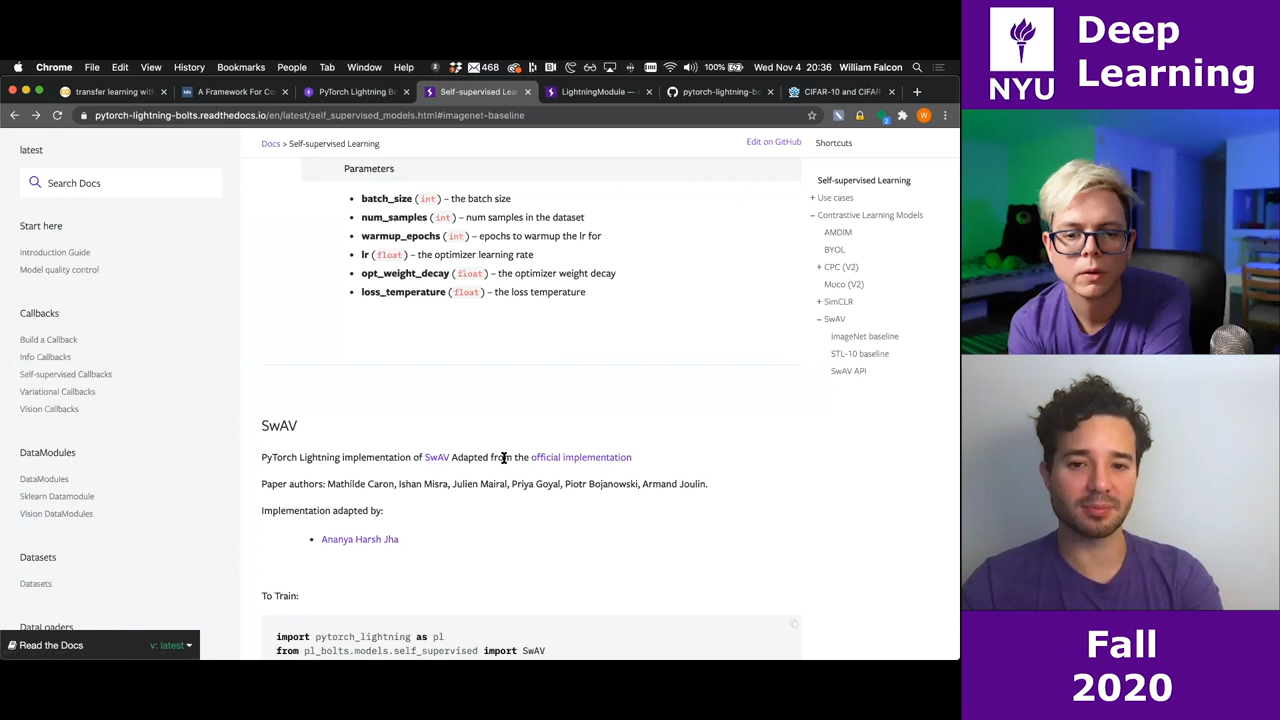 Chrome File Edit View History Bookmarks People Tab Window Help 468 100% Wed Nov 4 20:36 William Falcon
transfer learning with A Framework For Co PyTorch Lightning Bo Self-supervised Lea LightningModule — pytorch-lightning-bo CIFAR-10 and CIFAR
pytorch-lightning-bolts.readthedocs.io/en/latest/self_supervised_models.html#imagenet-baseline
latest
Search Docs
Start here
Introduction Guide
Model quality control
Callbacks
Build a Callback
Info Callbacks
Self-supervised Callbacks
Variational Callbacks
Vision Callbacks
DataModules
DataModules
Sklearn Datamodule
Vision DataModules
Datasets
Datasets
DataLoaders
Read the Docs v: latest
Docs > Self-supervised Learning
Edit on GitHub
Parameters
• batch_size (int) – the batch size
• num_samples (int) – num samples in the dataset
• warmup_epochs (int) – epochs to warmup the lr for
• lr (float) – the optimizer learning rate
• opt_weight_decay (float) – the optimizer weight decay
• loss_temperature (float) – the loss temperature
SwAV
PyTorch Lightning implementation of SwAV Adapted from the official implementation
Paper authors: Mathilde Caron, Ishan Misra, Julien Mairal, Priya Goyal, Piotr Bojanowski, Armand Joulin.
Implementation adapted by:
• Ananya Harsh Jha
To Train:
import pytorch_lightning as pl
from pl_bolts.models.self_supervised import SwAV
Shortcuts
Self-supervised Learning
+ Use cases
− Contrastive Learning Models
AMDIM
BYOL
+ CPC (V2)
Moco (V2)
+ SimCLR
− SwAV
ImageNet baseline
STL-10 baseline
SwAV API
NYU
Deep
Learning
Fall
2020